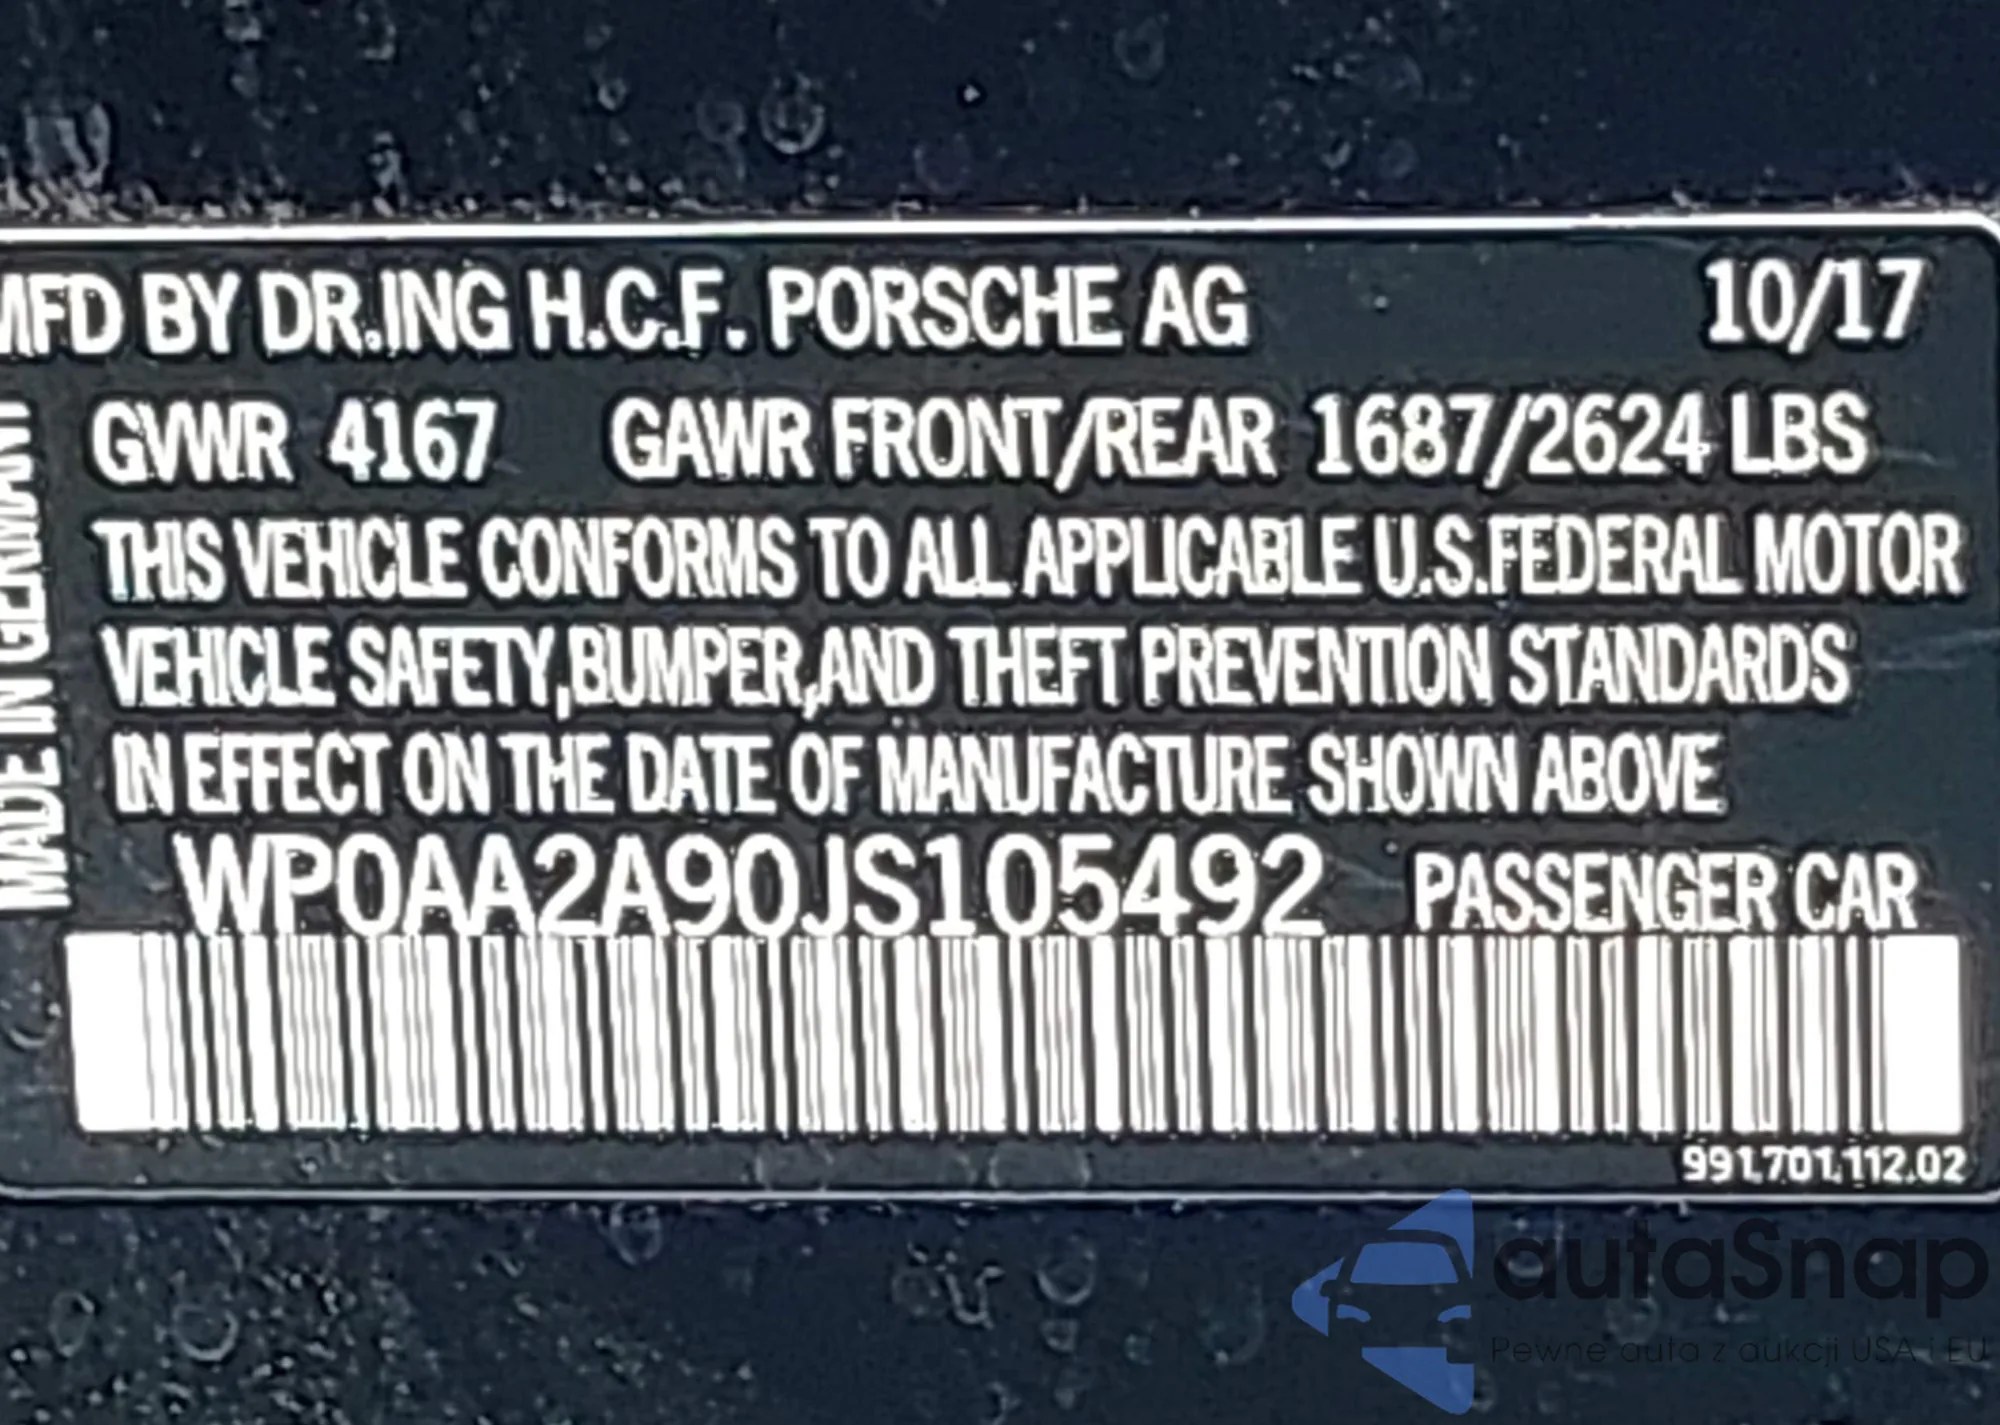 MFD BY DR.ING H.C.F. PORSCHE AG 10/17
GVWR 4167 GAWR FRONT/REAR 1687/2624 LBS
THIS VEHICLE CONFORMS TO ALL APPLICABLE U.S.FEDERAL MOTOR
VEHICLE SAFETY,BUMPER,AND THEFT PREVENTION STANDARDS
IN EFFECT ON THE DATE OF MANUFACTURE SHOWN ABOVE
WP0AA2A90JS105492 PASSENGER CAR
991.701.112.02
MADE IN GERMANY
autaSnap
Pewne auta z aukcji USA i EU